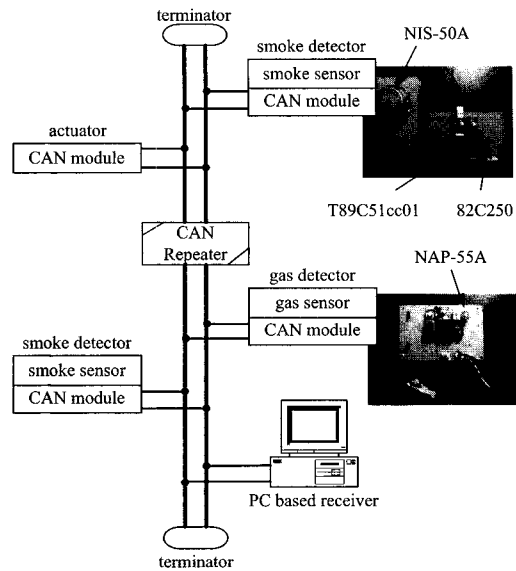 terminator
smoke detector
smoke sensor
CAN module
NIS-50A
actuator
CAN module
T89C51cc01
82C250
CAN
Repeater
gas detector
gas sensor
CAN module
NAP-55A
smoke detector
smoke sensor
CAN module
PC based receiver
terminator